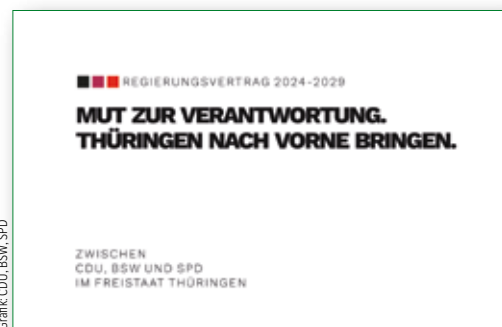 REGIERUNGSVERTRAG 2024-2029
MUT ZUR VERANTWORTUNG.
THÜRINGEN NACH VORNE BRINGEN.
ZWISCHEN
CDU, BSW UND SPD
IM FREISTAAT THÜRINGEN
Grafik: CDU, BSW, SPD